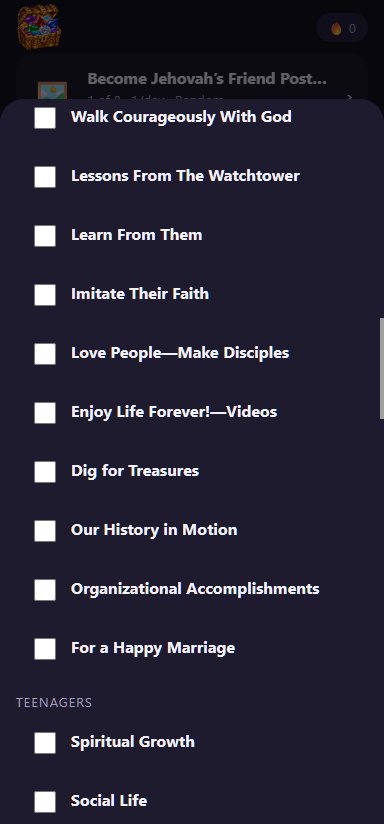 0
Become Jehovah's Friend Post...
Walk Courageously With God
Lessons From The Watchtower
Learn From Them
Imitate Their Faith
Love People—Make Disciples
Enjoy Life Forever!—Videos
Dig for Treasures
Our History in Motion
Organizational Accomplishments
For a Happy Marriage
TEENAGERS
Spiritual Growth
Social Life